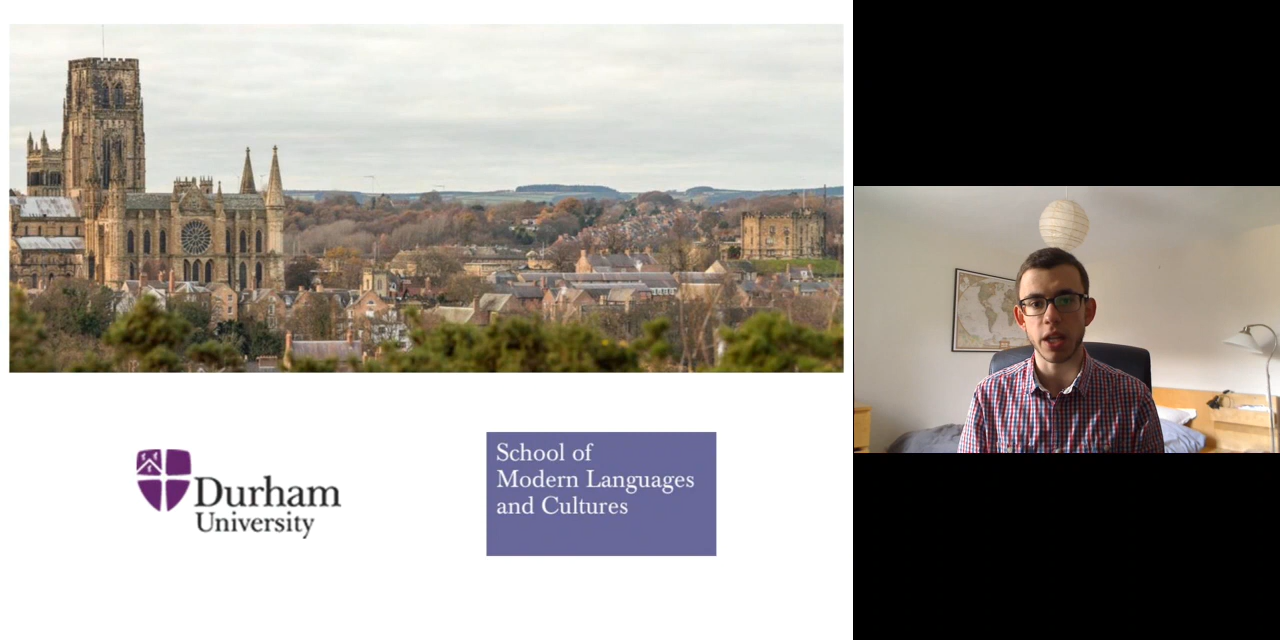 Durham
University
School of
Modern Languages
and Cultures